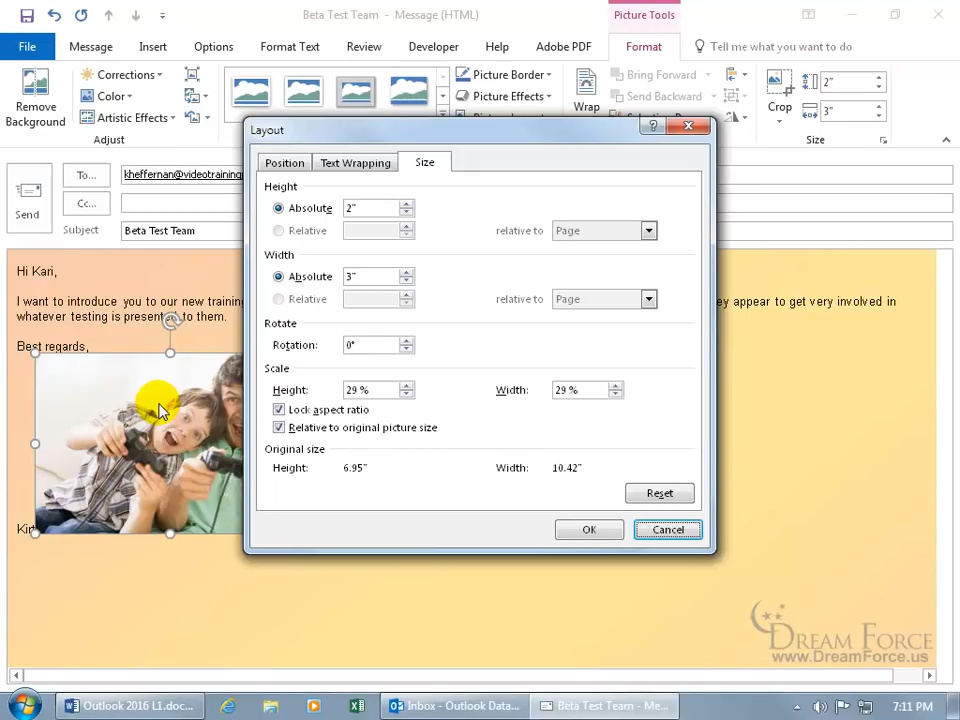 Beta Test Team - Message (HTML)
Picture Tools
File
Message
Insert
Options
Format Text
Review
Developer
Help
Adobe PDF
Format
Tell me what you want to do
Remove
Background
Corrections
Color
Artistic Effects
Adjust
Picture Border
Picture Effects
Wrap
Bring Forward
Send Backward
Crop
2"
3"
Size
Layout
Position
Text Wrapping
Size
Send
To...
Cc...
Subject
Beta Test Team
Height
Absolute 2"
Relative relative to Page
Width
Absolute 3"
Relative relative to Page
Rotate
Rotation: 0°
Scale
Height: 29 % Width: 29 %
Lock aspect ratio
Relative to original picture size
Original size
Height: 6.95" Width: 10.42"
Reset
OK
Cancel
Hi Kari,
I want to introduce you to our new appear to get very involved in
whatever testing is presented to them.
Best regards,
DREAM FORCE
www.DreamForce.us
Outlook 2016 L1.doc...
Inbox - Outlook Data...
Beta Test Team - Me...
7:11 PM